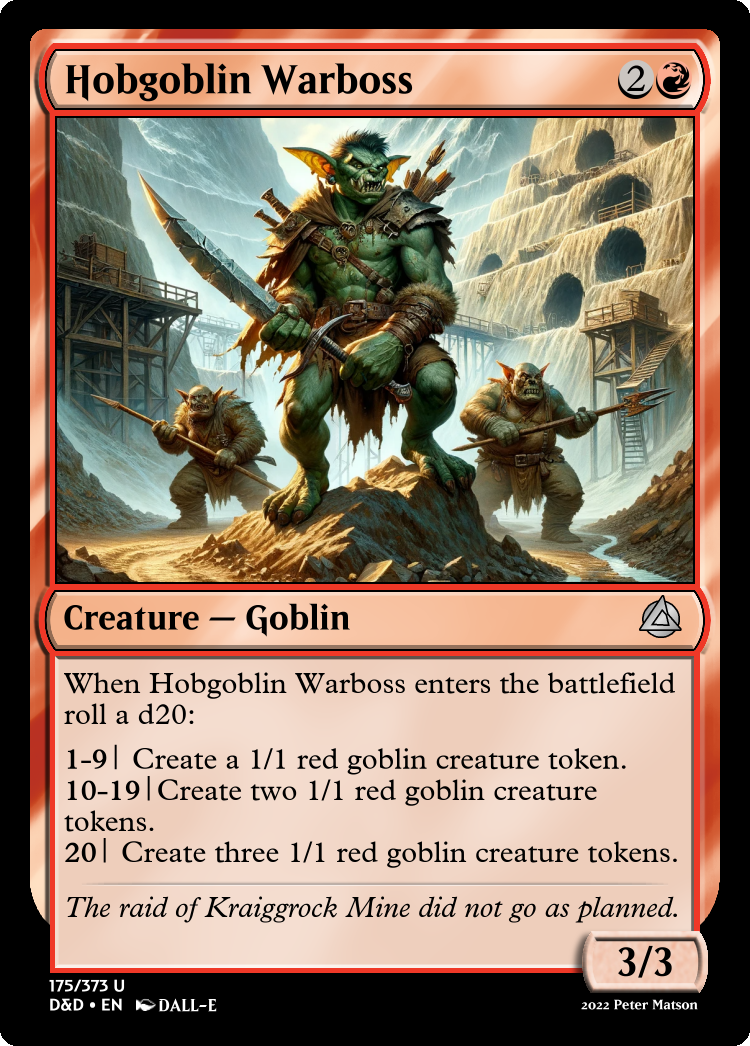 Hobgoblin Warboss
2
Creature — Goblin
When Hobgoblin Warboss enters the battlefield
roll a d20:
1-9| Create a 1/1 red goblin creature token.
10-19|Create two 1/1 red goblin creature
tokens.
20| Create three 1/1 red goblin creature tokens.
The raid of Kraiggrock Mine did not go as planned.
3/3
175/373 U
D&D • EN DALL-E
2022 Peter Matson